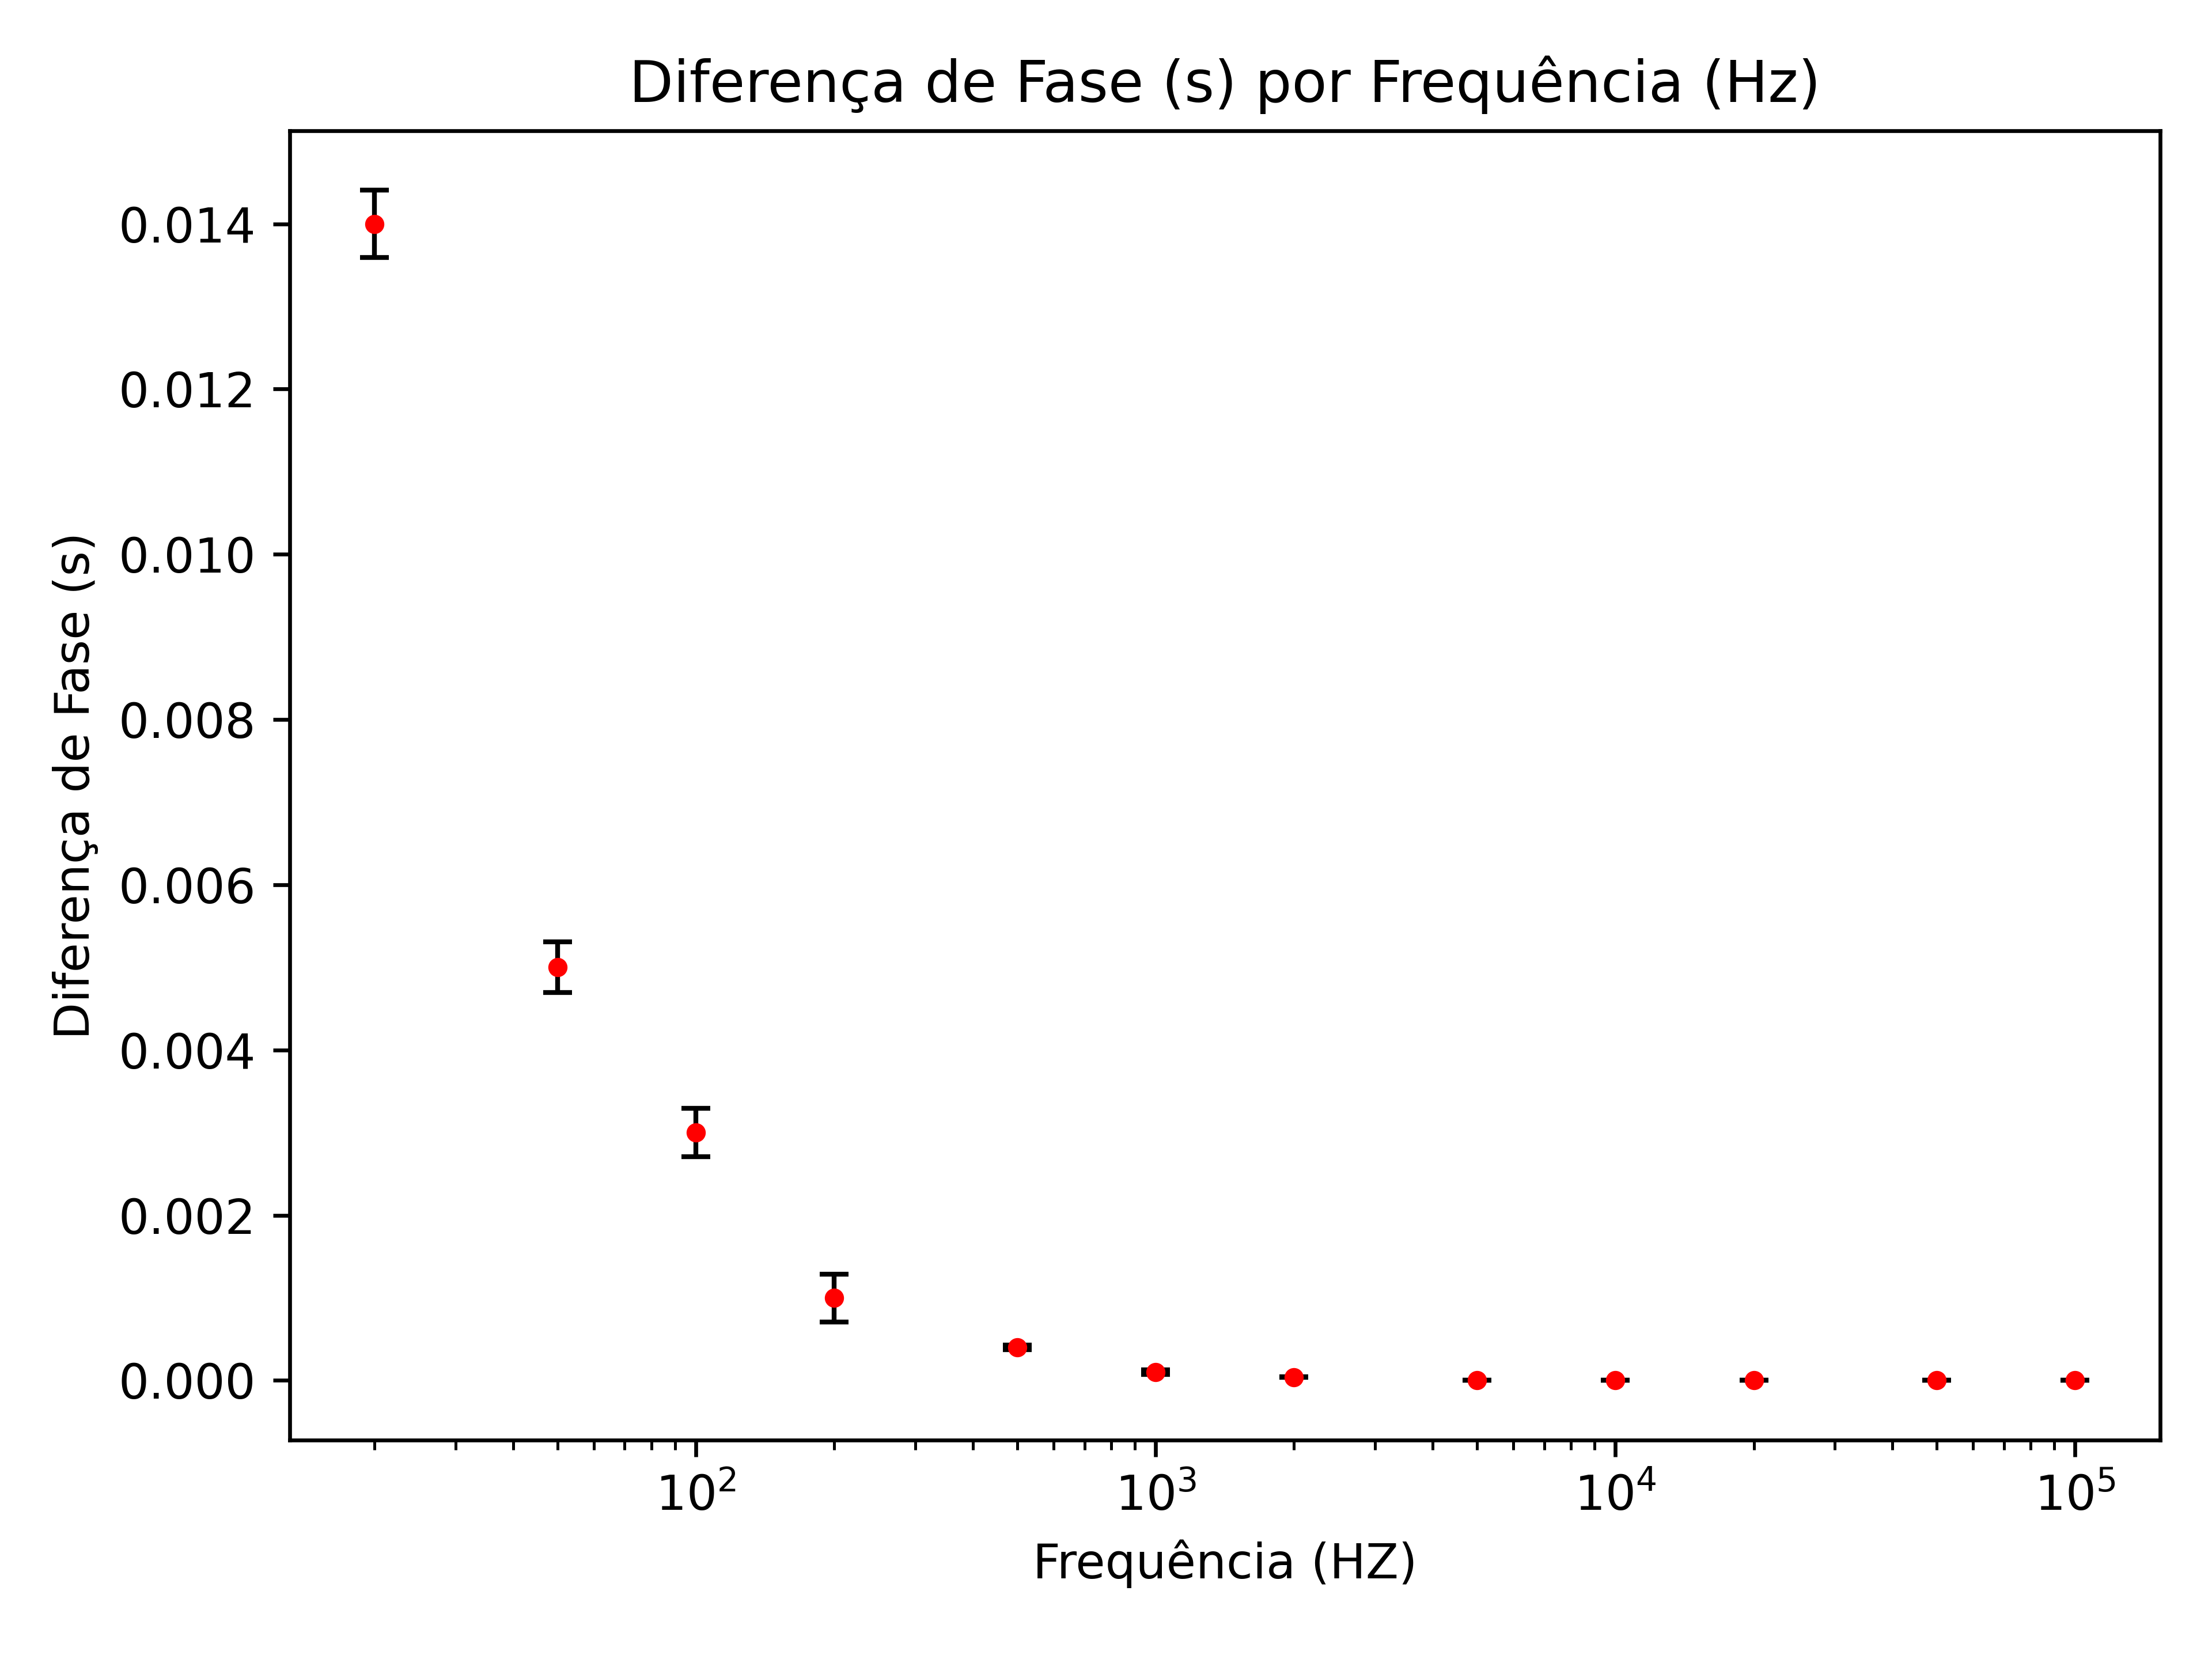 Diferença de Fase (s) por Frequência (Hz)
Diferença de Fase (s)
0.014
0.012
0.010
0.008
0.006
0.004
0.002
0.000
10² 10³ 10⁴ 10⁵
Frequência (HZ)